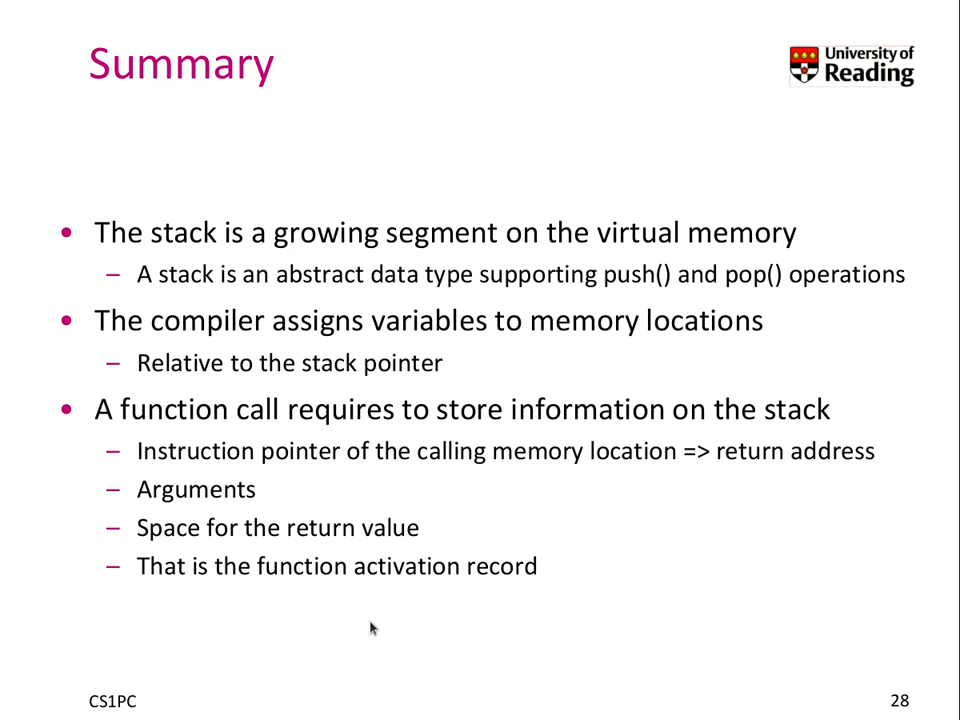 Summary
University of
Reading
• The stack is a growing segment on the virtual memory
– A stack is an abstract data type supporting push() and pop() operations
• The compiler assigns variables to memory locations
– Relative to the stack pointer
• A function call requires to store information on the stack
– Instruction pointer of the calling memory location => return address
– Arguments
– Space for the return value
– That is the function activation record
CS1PC
28